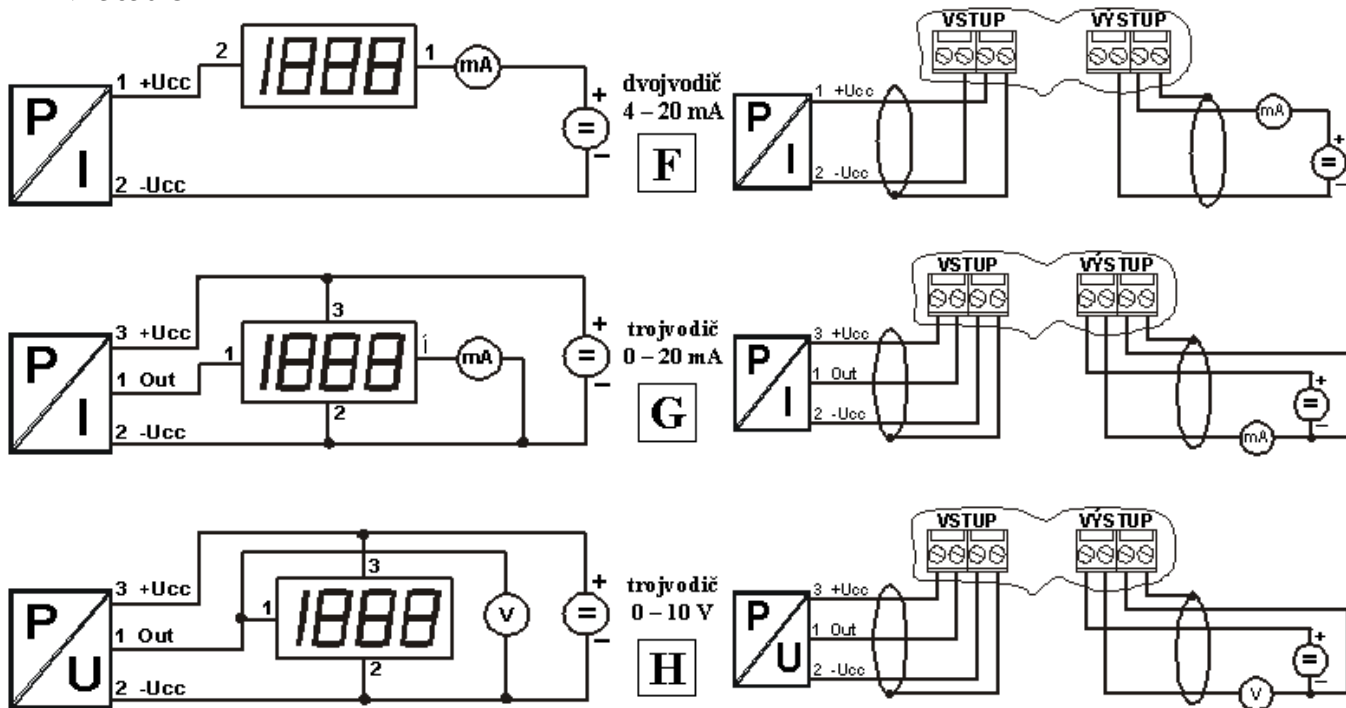 VSTUP VÝSTUP
2 1888 1 mA
1 +Ucc
P
I
2 -Ucc
+
=
–
dvojvodič
4 – 20 mA
F
1 +Ucc
P
I
2 -Ucc
mA
+
=
–
VSTUP VÝSTUP
3 +Ucc
3
P
I
1 Out
1 1888 i mA
2
2 -Ucc
+
=
–
trojvodič
0 – 20 mA
G
3 +Ucc
P
I
1 Out
2 -Ucc
+
=
–
mA
VSTUP VÝSTUP
3 +Ucc
3
P
U
1 Out
1 1888 V
2
2 -Ucc
+
=
–
trojvodič
0 – 10 V
H
3 +Ucc
P
U
1 Out
2 -Ucc
+
=
–
V